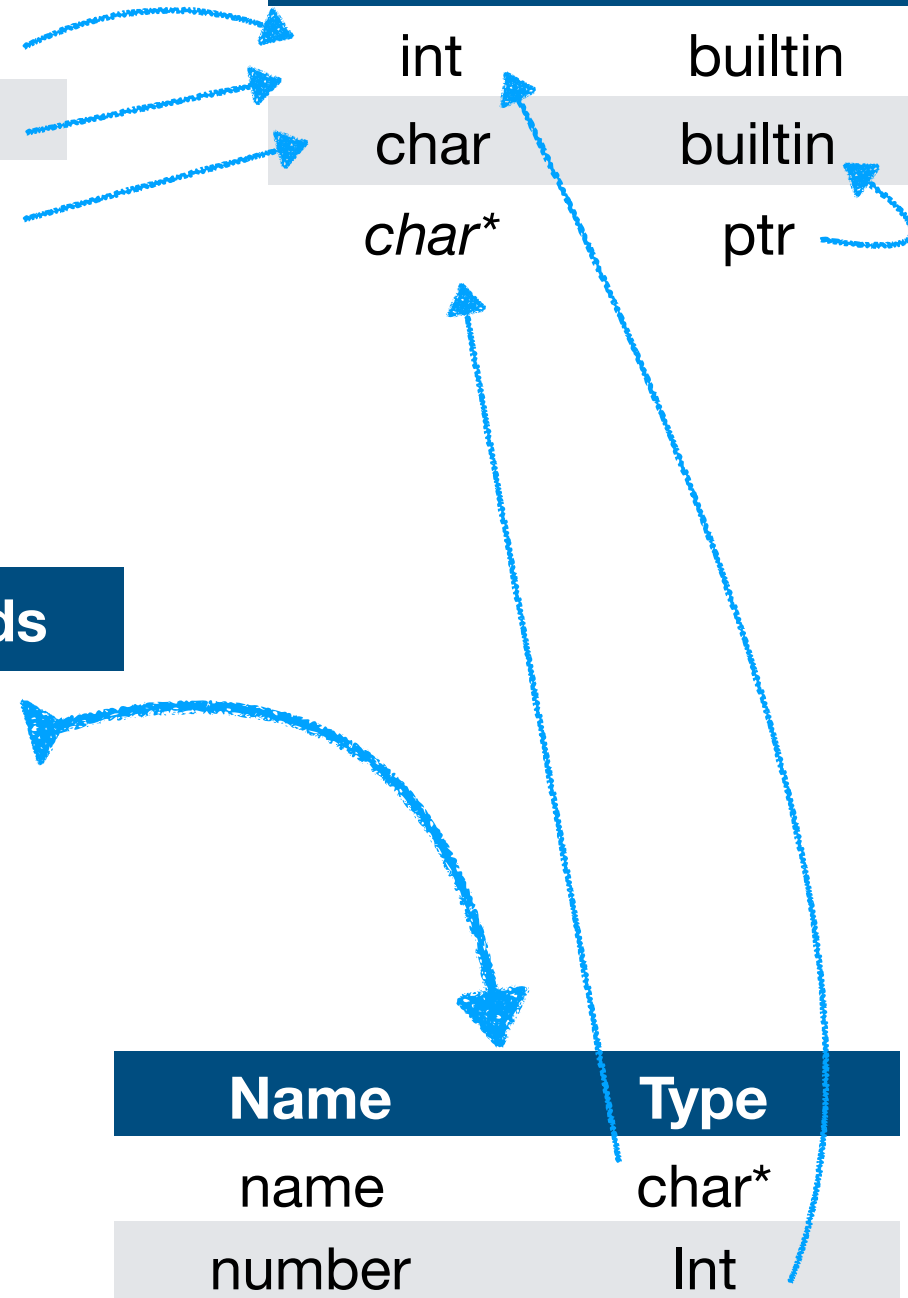 int builtin
char builtin
char* ptr
ds
Name Type
name char*
number Int